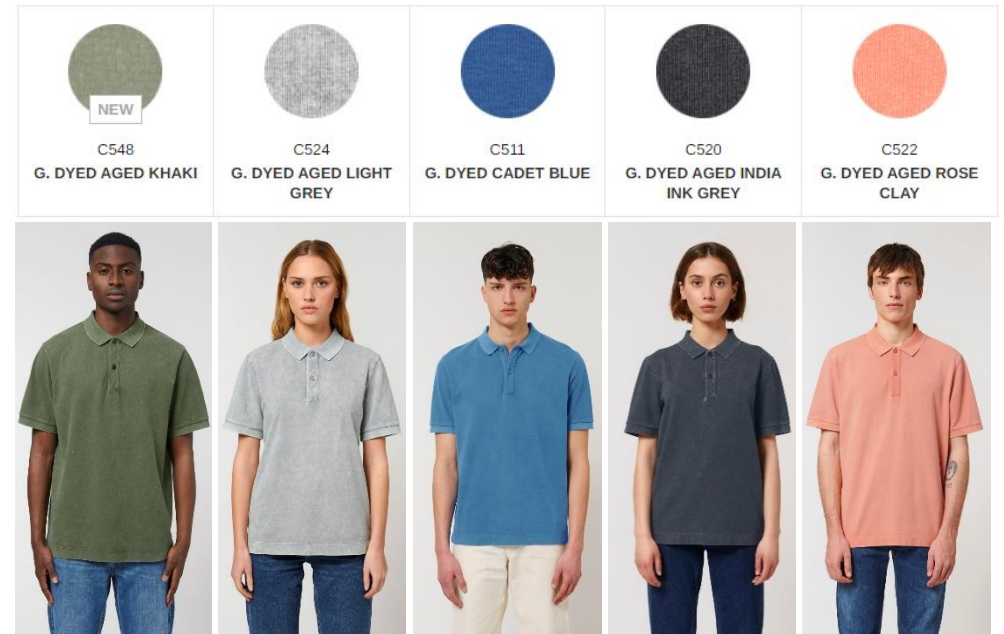 NEW
C548
G. DYED AGED KHAKI
C524
G. DYED AGED LIGHT
GREY
C511
G. DYED CADET BLUE
C520
G. DYED AGED INDIA
INK GREY
C522
G. DYED AGED ROSE
CLAY